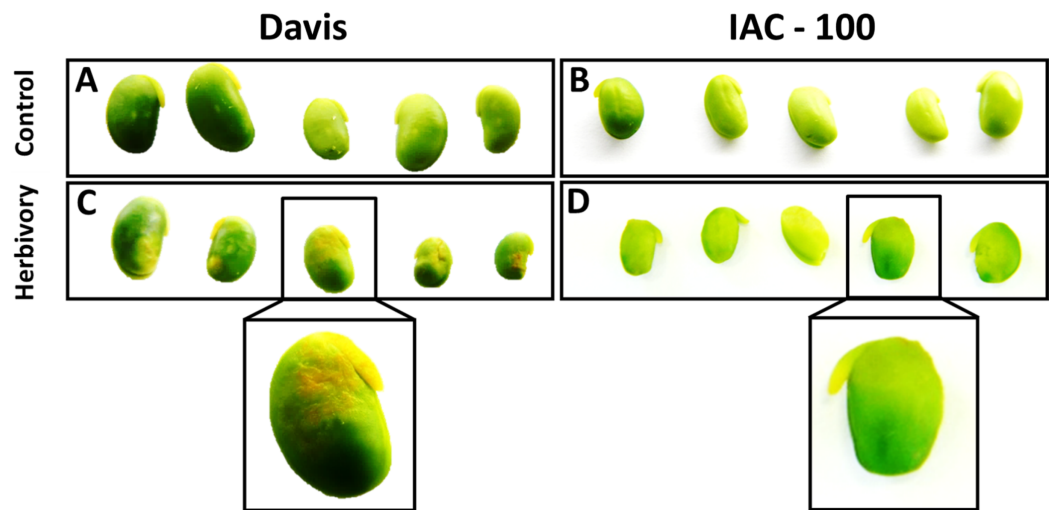 Davis
IAC - 100
Control
A
B
Herbivory
C
D